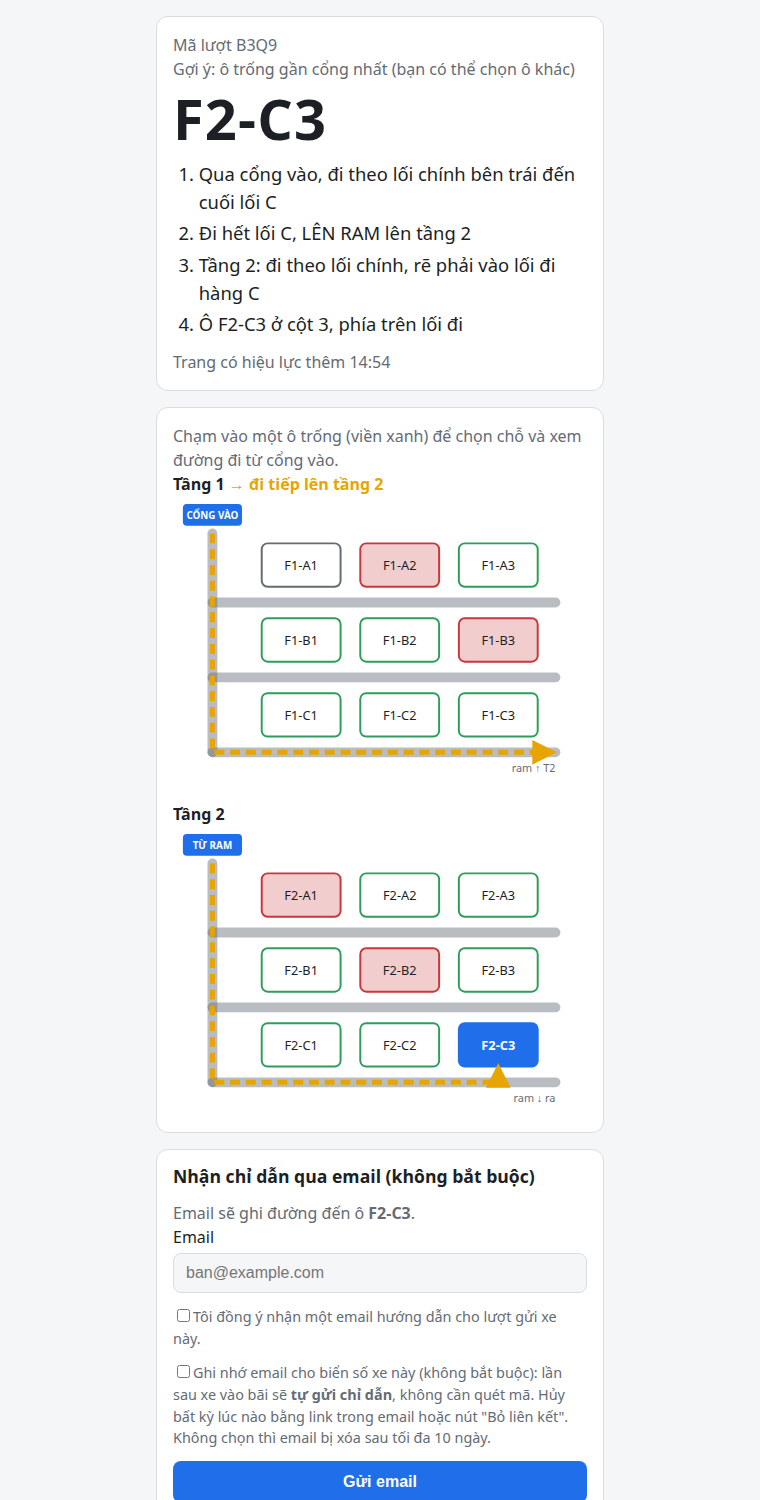 Mã lượt B3Q9
Gợi ý: ô trống gần cổng nhất (bạn có thể chọn ô khác)
F2-C3
1. Qua cổng vào, đi theo lối chính bên trái đến
cuối lối C
2. Đi hết lối C, LÊN RAM lên tầng 2
3. Tầng 2: đi theo lối chính, rẽ phải vào lối đi
hàng C
4. Ô F2-C3 ở cột 3, phía trên lối đi
Trang có hiệu lực thêm 14:54
Chạm vào một ô trống (viền xanh) để chọn chỗ và xem
đường đi từ cổng vào.
Tầng 1 → đi tiếp lên tầng 2
CỔNG VÀO
F1-A1 F1-A2 F1-A3
F1-B1 F1-B2 F1-B3
F1-C1 F1-C2 F1-C3
ram ↑ T2
Tầng 2
TỪ RAM
F2-A1 F2-A2 F2-A3
F2-B1 F2-B2 F2-B3
F2-C1 F2-C2 F2-C3
ram ↓ ra
Nhận chỉ dẫn qua email (không bắt buộc)
Email sẽ ghi đường đến ô F2-C3.
Email
ban@example.com
Tôi đồng ý nhận một email hướng dẫn cho lượt gửi xe
này.
Ghi nhớ email cho biển số xe này (không bắt buộc): lần
sau xe vào bãi sẽ tự gửi chỉ dẫn, không cần quét mã. Hủy
bất kỳ lúc nào bằng link trong email hoặc nút "Bỏ liên kết".
Không chọn thì email bị xóa sau tối đa 10 ngày.
Gửi email